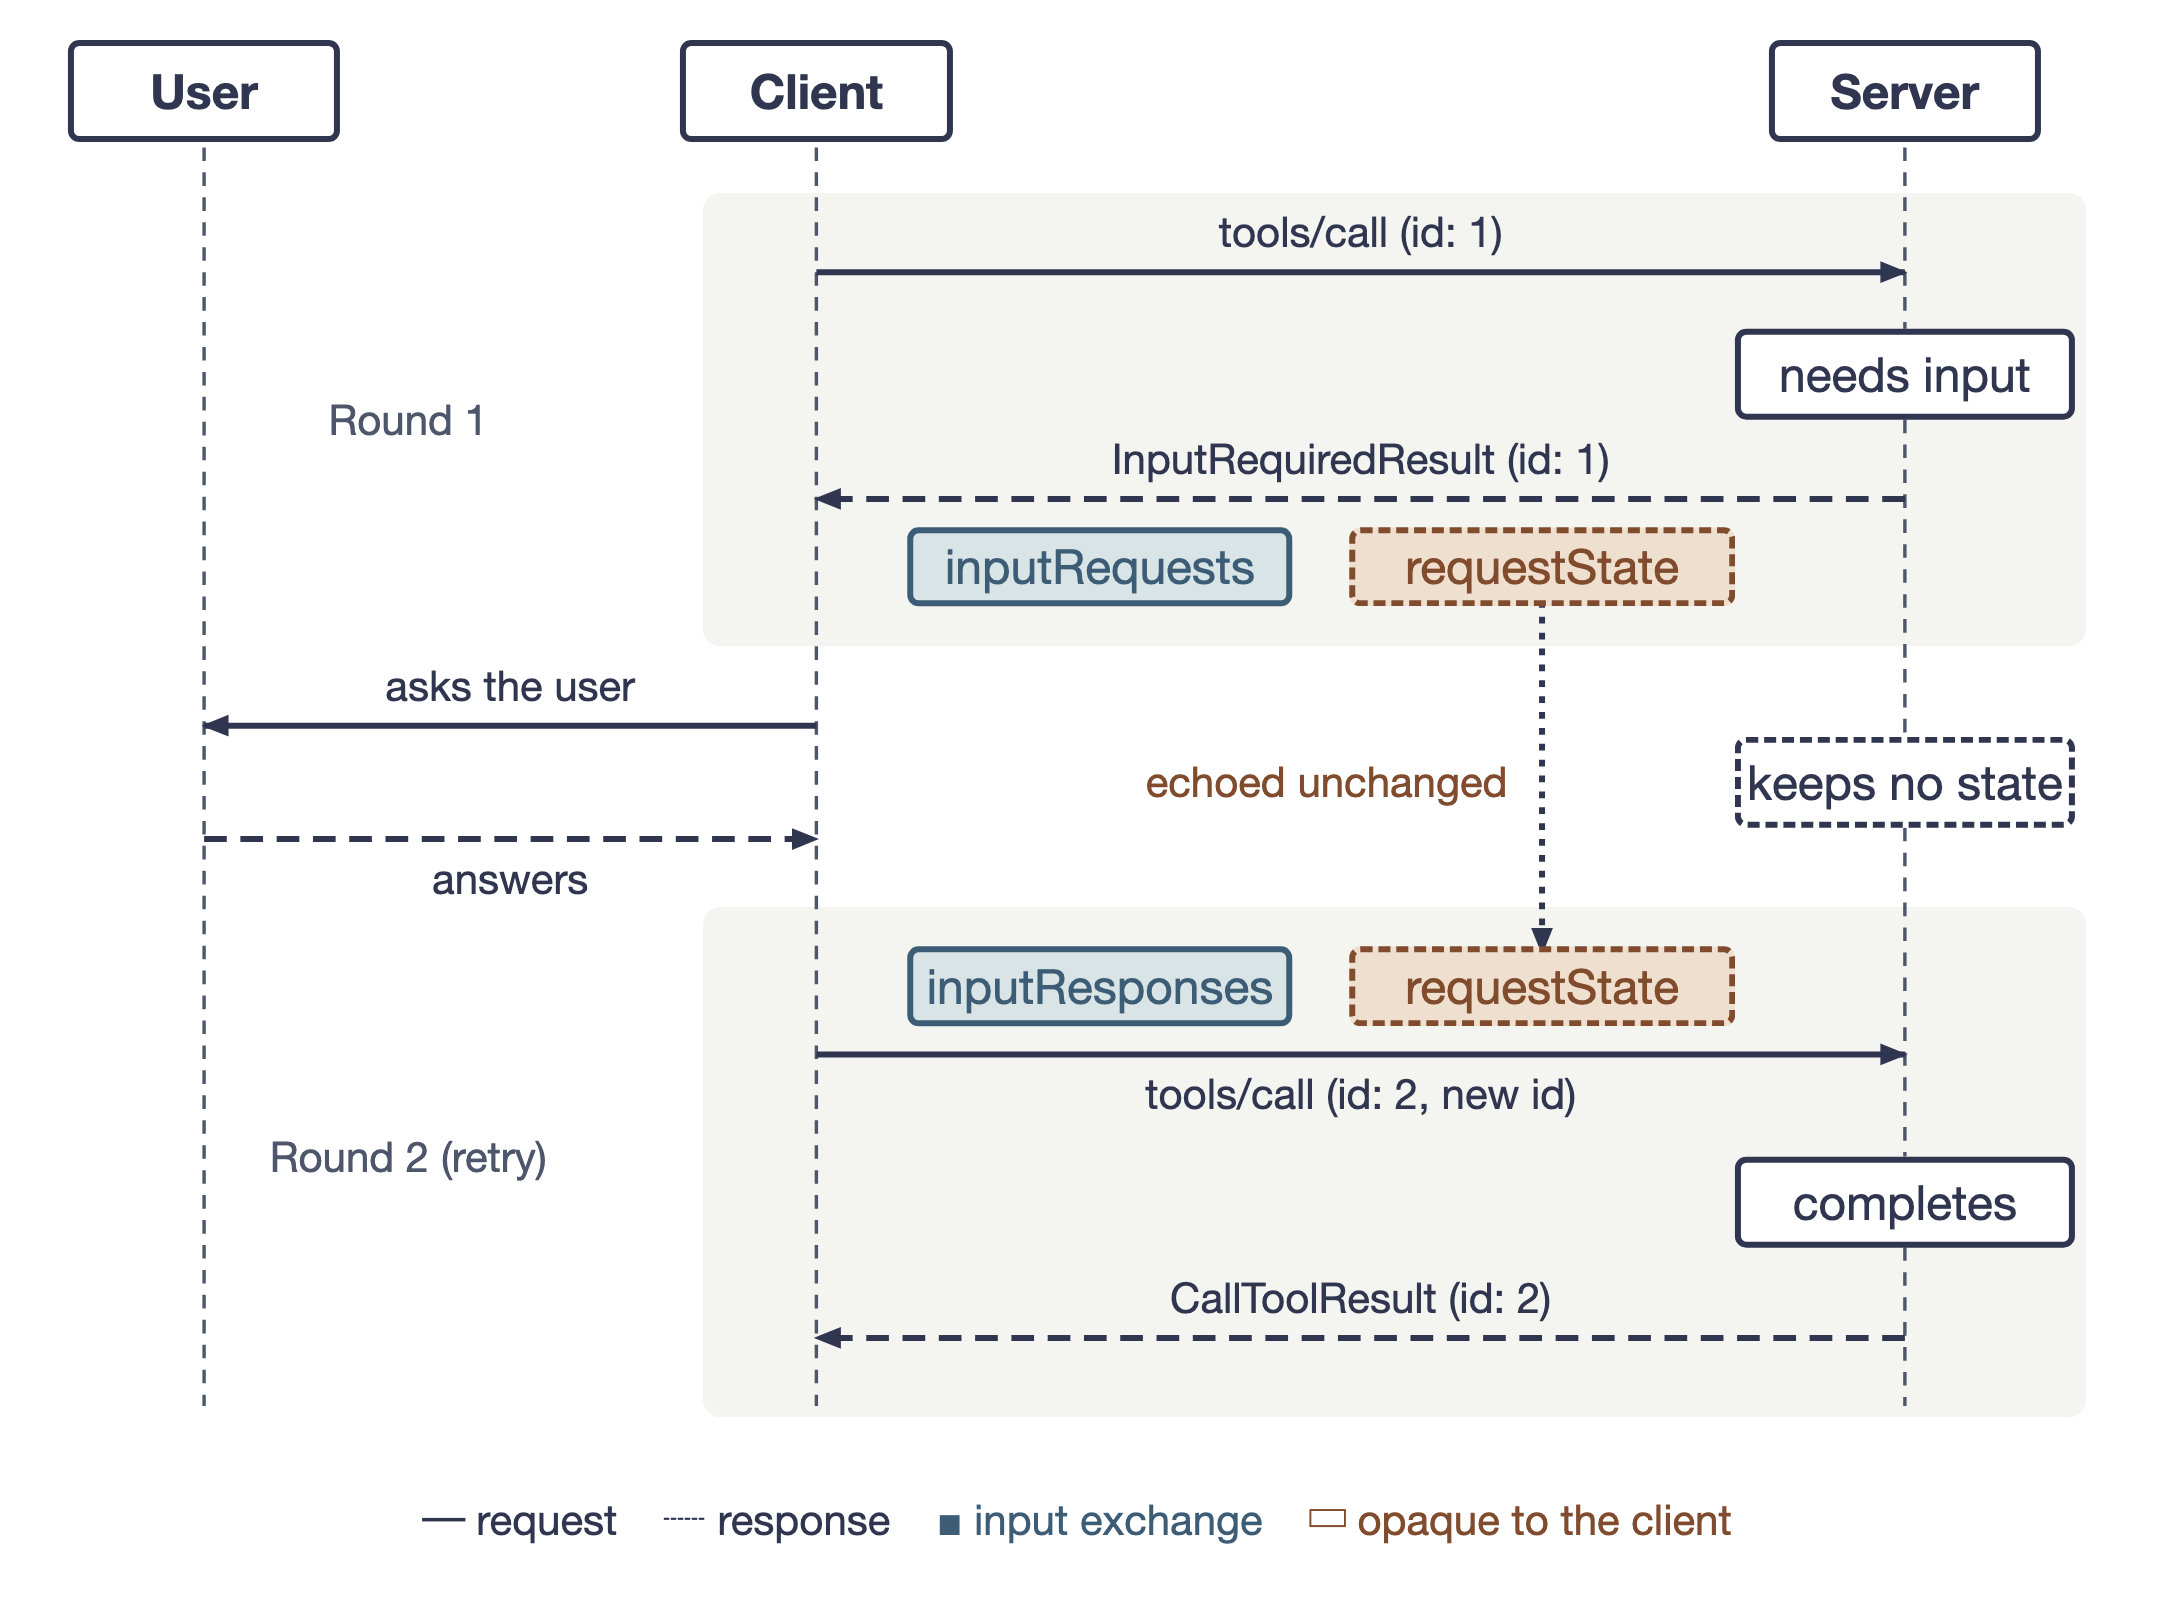 User
Client
Server
tools/call (id: 1)
needs input
Round 1
InputRequiredResult (id: 1)
inputRequests
requestState
asks the user
echoed unchanged
keeps no state
answers
inputResponses
requestState
tools/call (id: 2, new id)
Round 2 (retry)
completes
CallToolResult (id: 2)
request
response
input exchange
opaque to the client